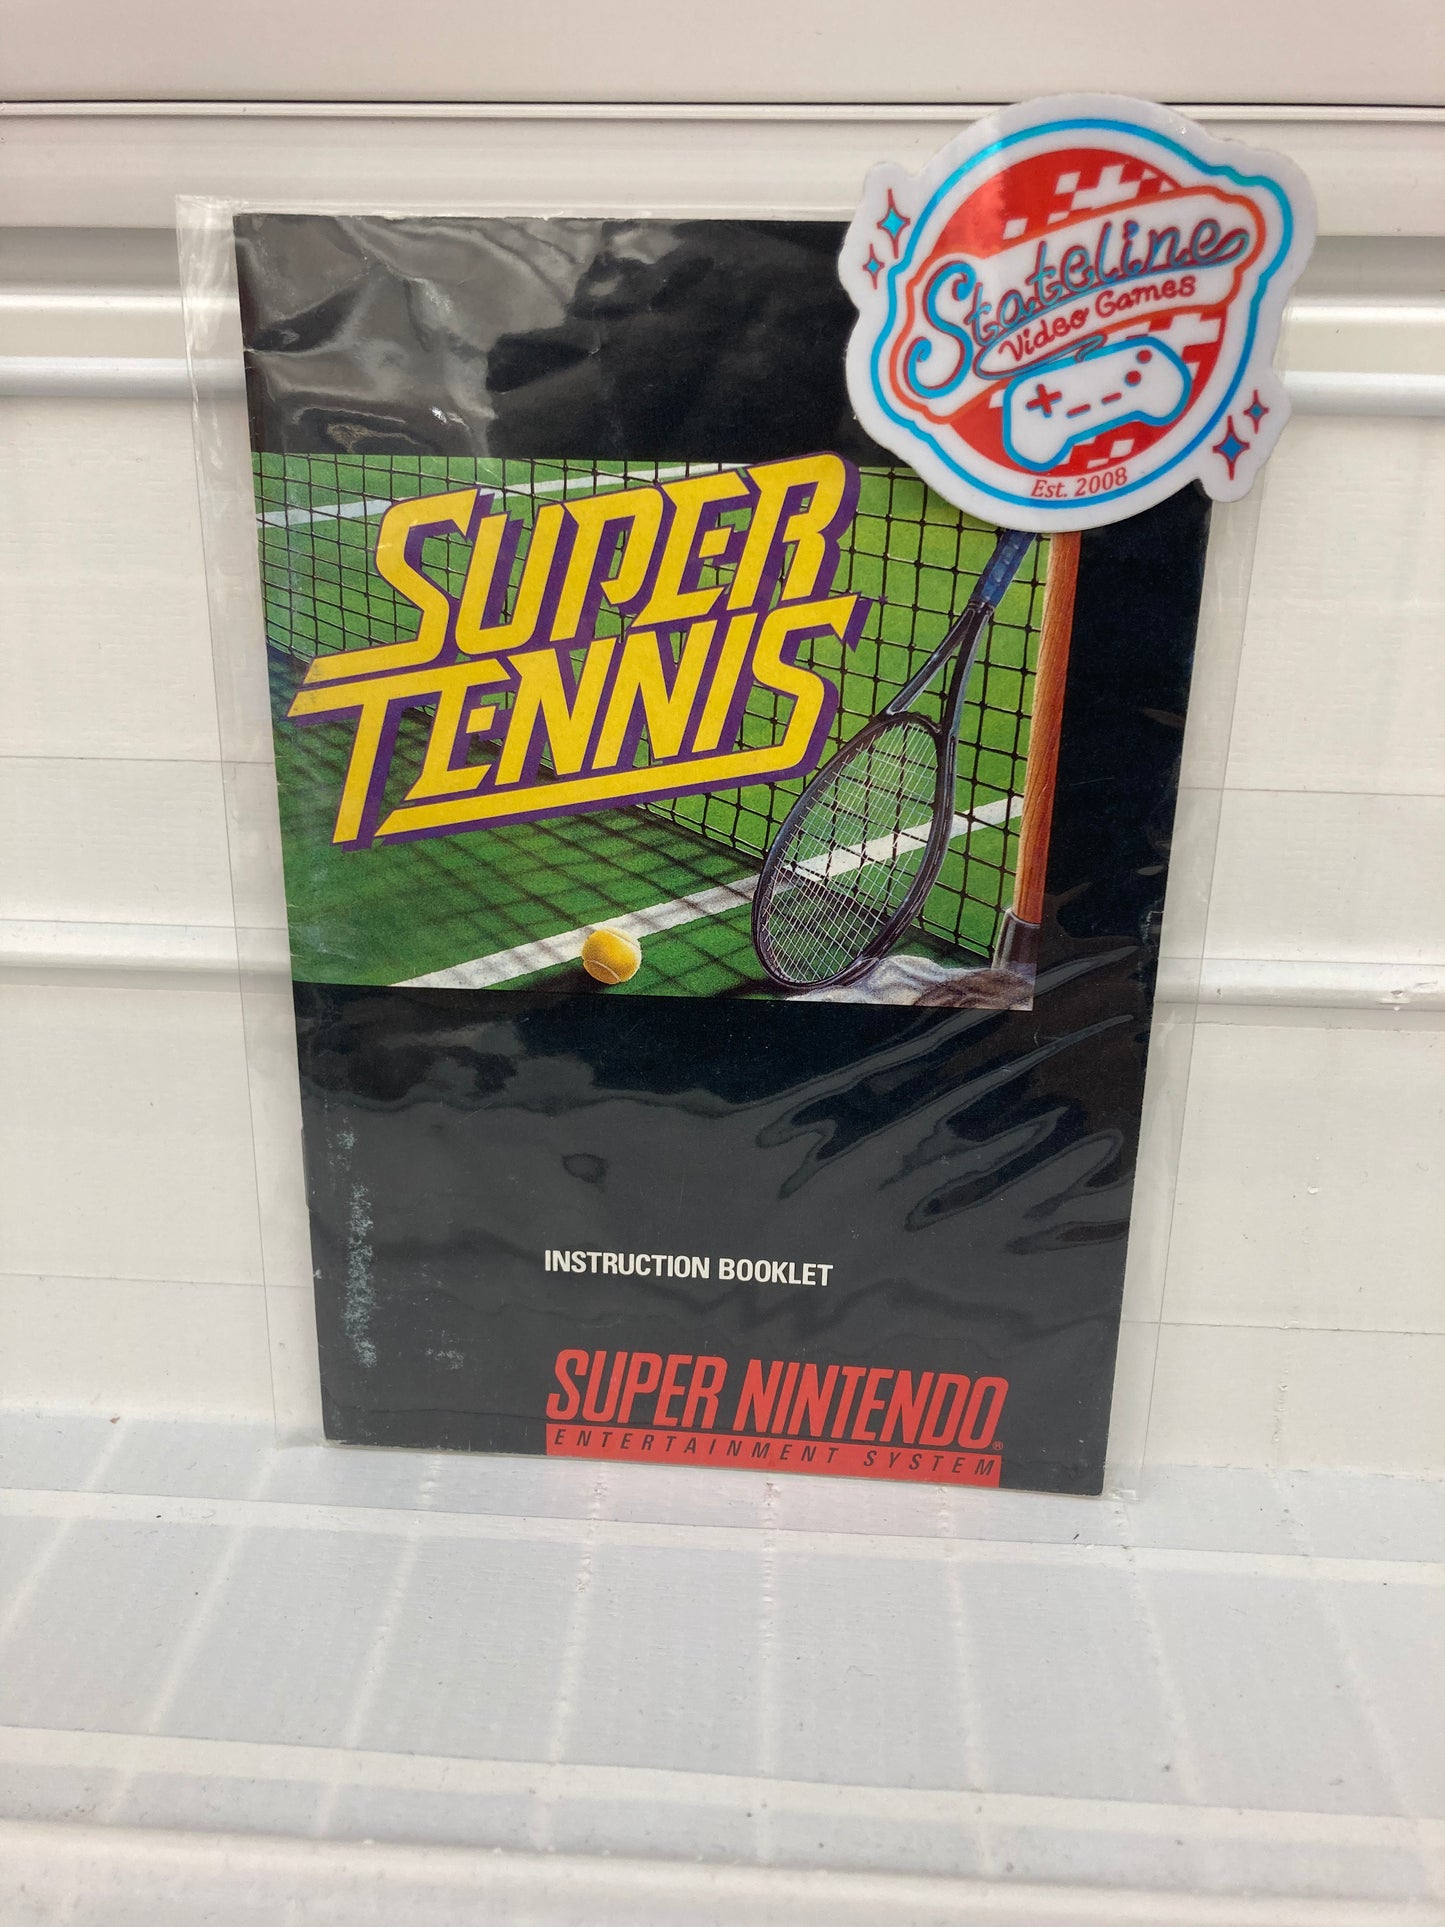 Stateline
Video Games
Est. 2008
SUPER
TENNIS
INSTRUCTION BOOKLET
SUPER NINTENDO®
ENTERTAINMENT SYSTEM